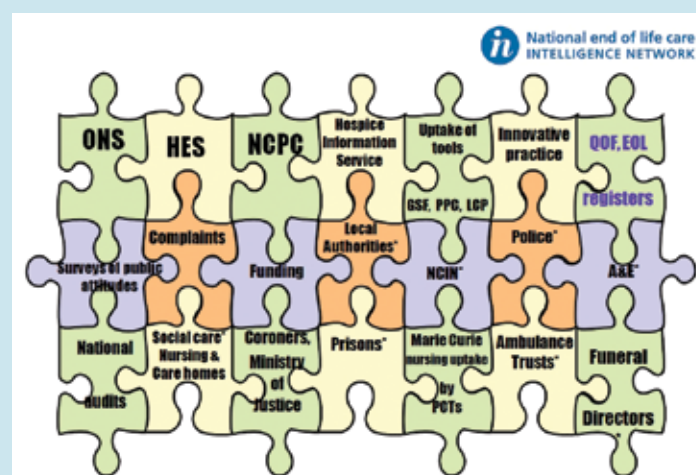 National end of life care
INTELLIGENCE NETWORK
ONS
HES
NCPC
Hospice
Information
Service
Uptake of
tools
GSF, PPC, LCP
Innovative
practice
QOF, EOL
registers
Surveys of public
attitudes
Complaints
Funding
Local
Authorities*
NCIN*
Police*
A&E*
National
audits
Social care*
Nursing &
Care homes
Coroners,
Ministry
of
Justice
Prisons*
Marie Curie
nursing uptake
by
PCTs
Ambulance
Trusts*
Funeral
Directors
*